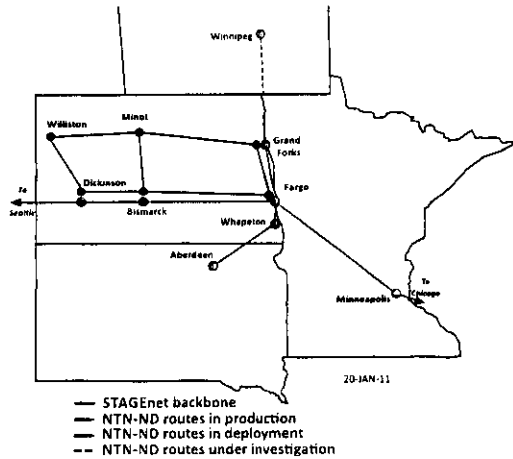 Winnipeg
Williston
Minot
Grand
Forks
Dickinson
Fargo
To
Seattle
Bismarck
Whapeton
Aberdeen
To
Chicago
Minneapolis
20-JAN-11
STAGEnet backbone
NTN-ND routes in production
NTN-ND routes in deployment
NTN-ND routes under investigation